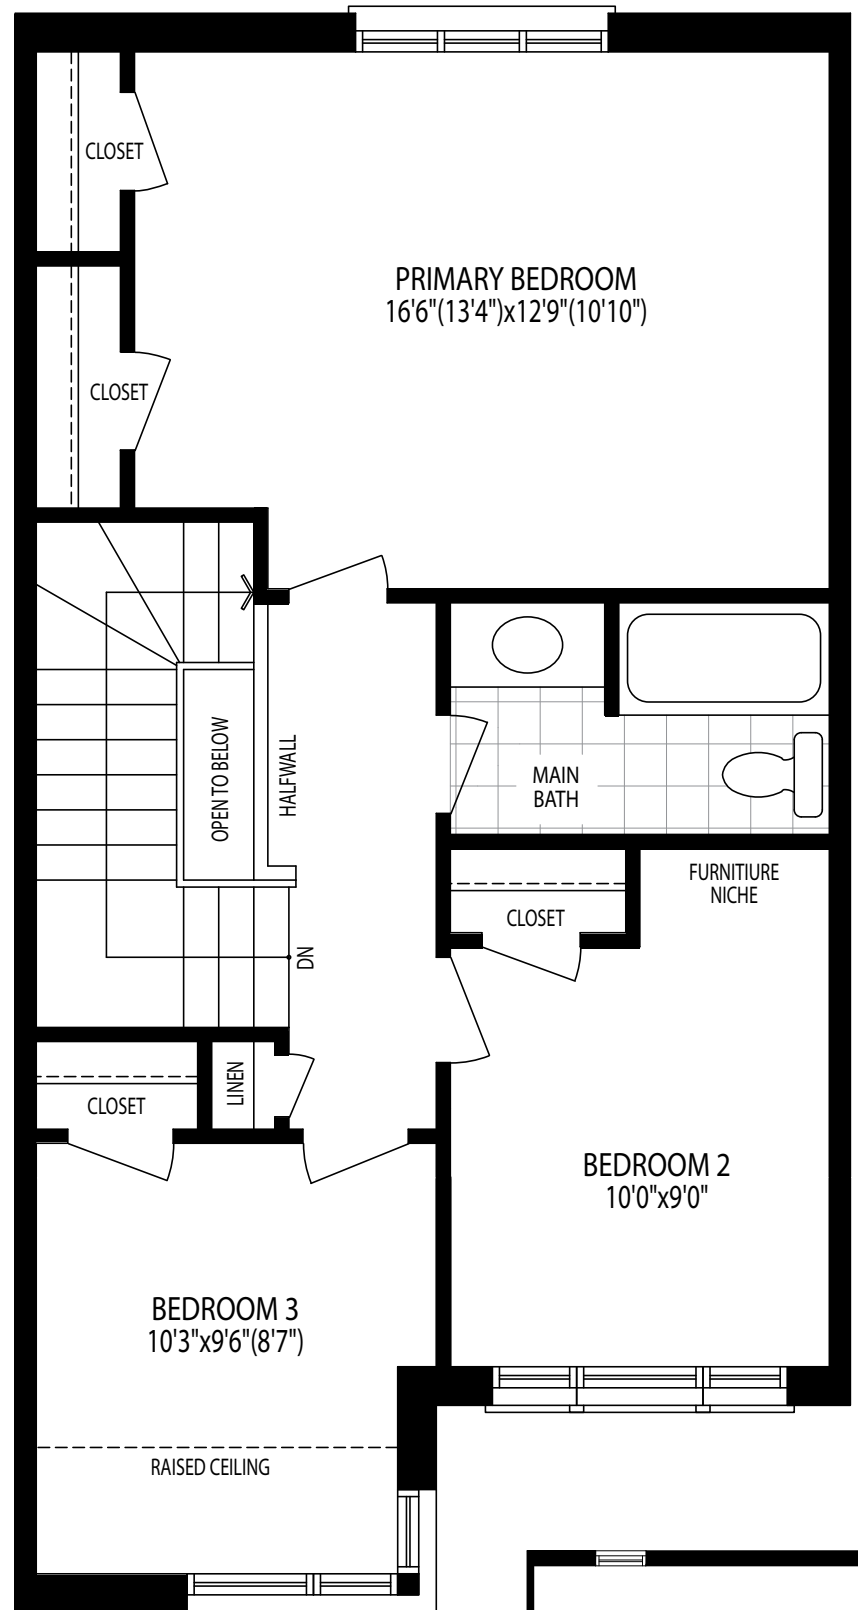 CLOSET
PRIMARY BEDROOM
16'6"(13'4")x12'9"(10'10")
CLOSET
OPEN TO BELOW
HALFWALL
MAIN
BATH
FURNITIURE
NICHE
CLOSET
DN
LINEN
CLOSET
BEDROOM 2
10'0"x9'0"
BEDROOM 3
10'3"x9'6"(8'7")
RAISED CEILING